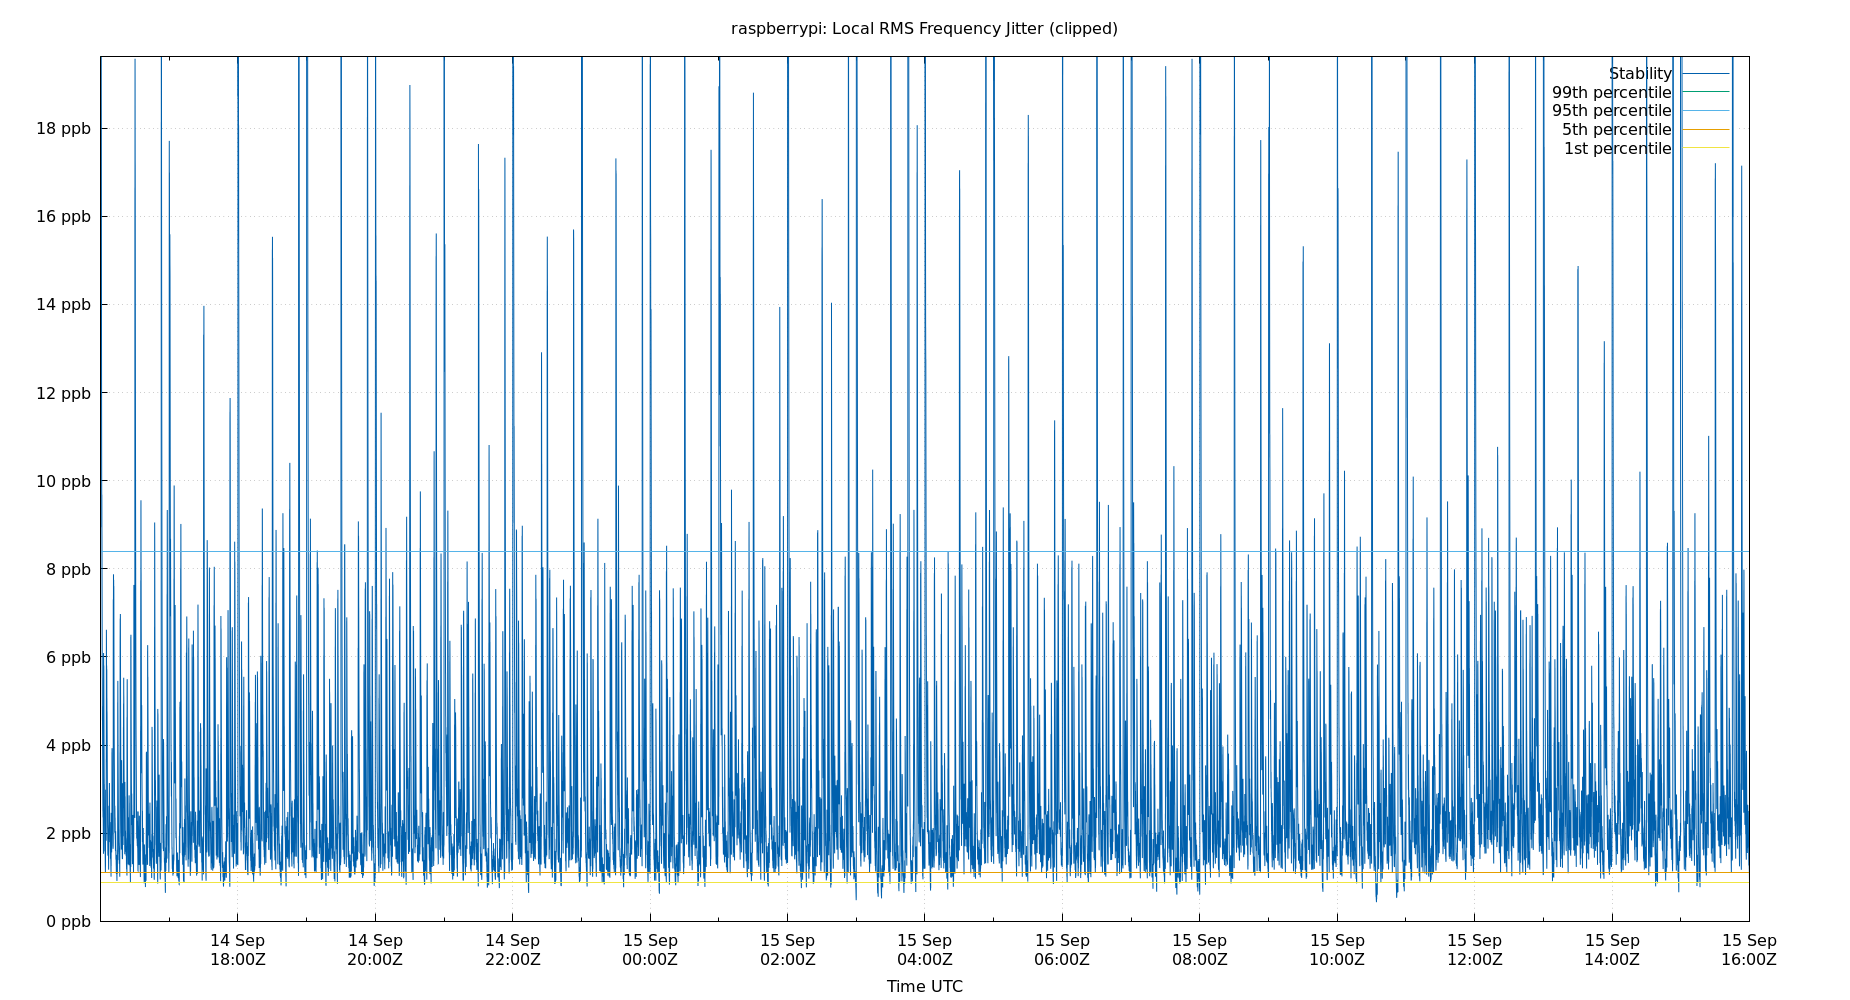 raspberrypi: Local RMS Frequency Jitter (clipped)
Stability
99th percentile
95th percentile
5th percentile
1st percentile
18 ppb
16 ppb
14 ppb
12 ppb
10 ppb
8 ppb
6 ppb
4 ppb
2 ppb
0 ppb
14 Sep 14 Sep 14 Sep 15 Sep 15 Sep 15 Sep 15 Sep 15 Sep 15 Sep 15 Sep 15 Sep 15 Sep
18:00Z 20:00Z 22:00Z 00:00Z 02:00Z 04:00Z 06:00Z 08:00Z 10:00Z 12:00Z 14:00Z 16:00Z
Time UTC